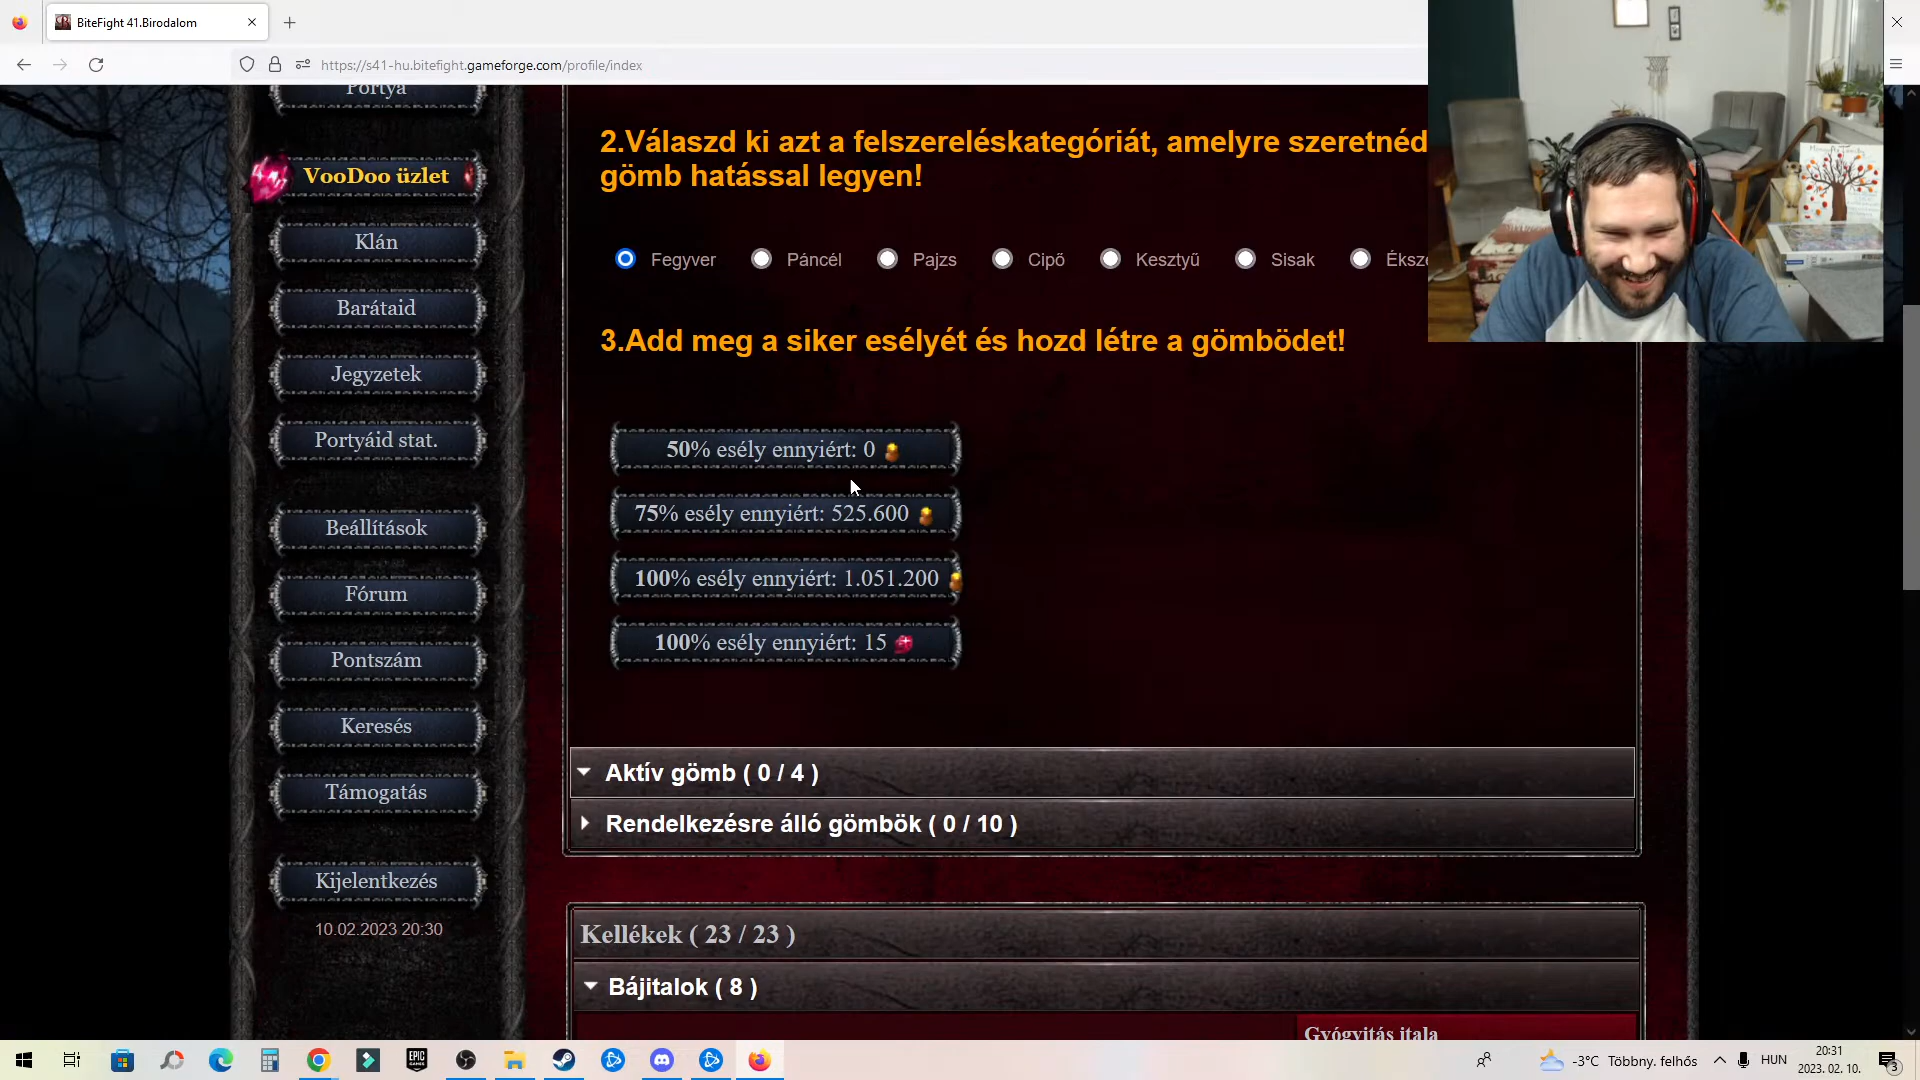 BiteFight 41.Birodalom
https://s41-hu.bitefight.gameforge.com/profile/index
Portya
VooDoo üzlet
Klán
Barátaid
Jegyzetek
Portyáid stat.
Beállítások
Fórum
Pontszám
Keresés
Támogatás
Kijelentkezés
10.02.2023 20:30
2.Válaszd ki azt a felszereléskategóriát, amelyre szeretnéd
gömb hatással legyen!
Fegyver Páncél Pajzs Cipő Kesztyű Sisak
3.Add meg a siker esélyét és hozd létre a gömbödet!
50% esély ennyiért: 0
75% esély ennyiért: 525.600
100% esély ennyiért: 1.051.200
100% esély ennyiért: 15
Aktív gömb ( 0 / 4 )
Rendelkezésre álló gömbök ( 0 / 10 )
Kellékek ( 23 / 23 )
Bájitalok ( 8 )
Gyógyitás itala
EPIC GAMES
-3°C Többny. felhős
HUN
20:31
2023. 02. 10.
3